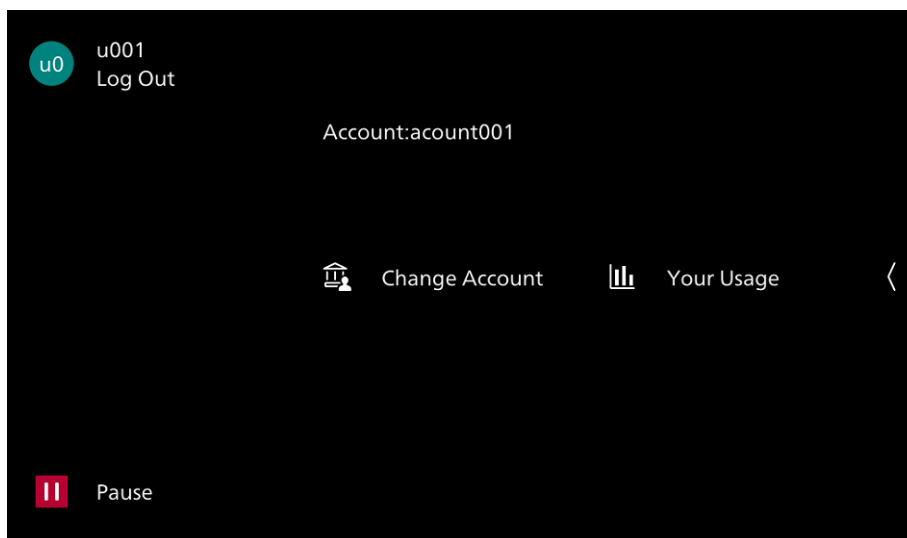 u0
u001
Log Out
Account:acount001
Change Account
Your Usage
Pause